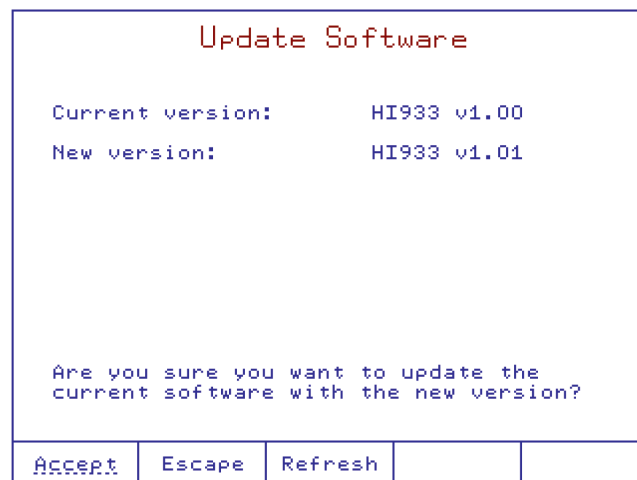 Update Software
Current version: HI933 v1.00
New version: HI933 v1.01
Are you sure you want to update the
current software with the new version?
Accept Escape Refresh